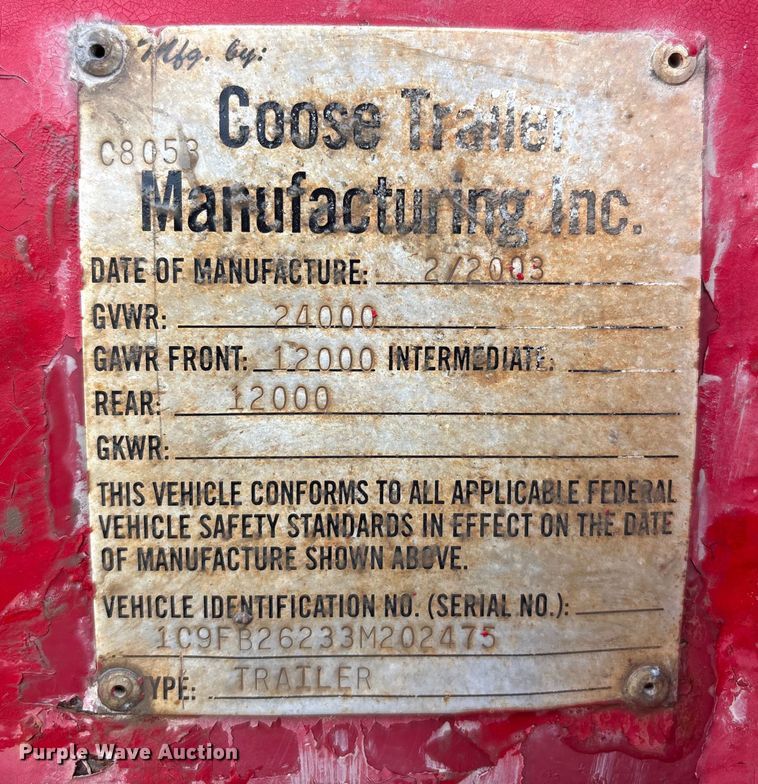 Mfg. by:
Coose Trailer
C8053
Manufacturing Inc.
DATE OF MANUFACTURE: 2/2003
GVWR: 24000
GAWR FRONT: 12000 INTERMEDIATE:
REAR: 12000
GKWR:
THIS VEHICLE CONFORMS TO ALL APPLICABLE FEDERAL
VEHICLE SAFETY STANDARDS IN EFFECT ON THE DATE
OF MANUFACTURE SHOWN ABOVE.
VEHICLE IDENTIFICATION NO. (SERIAL NO.):
1C9FB26233M202475
TYPE: TRAILER
Purple Wave Auction